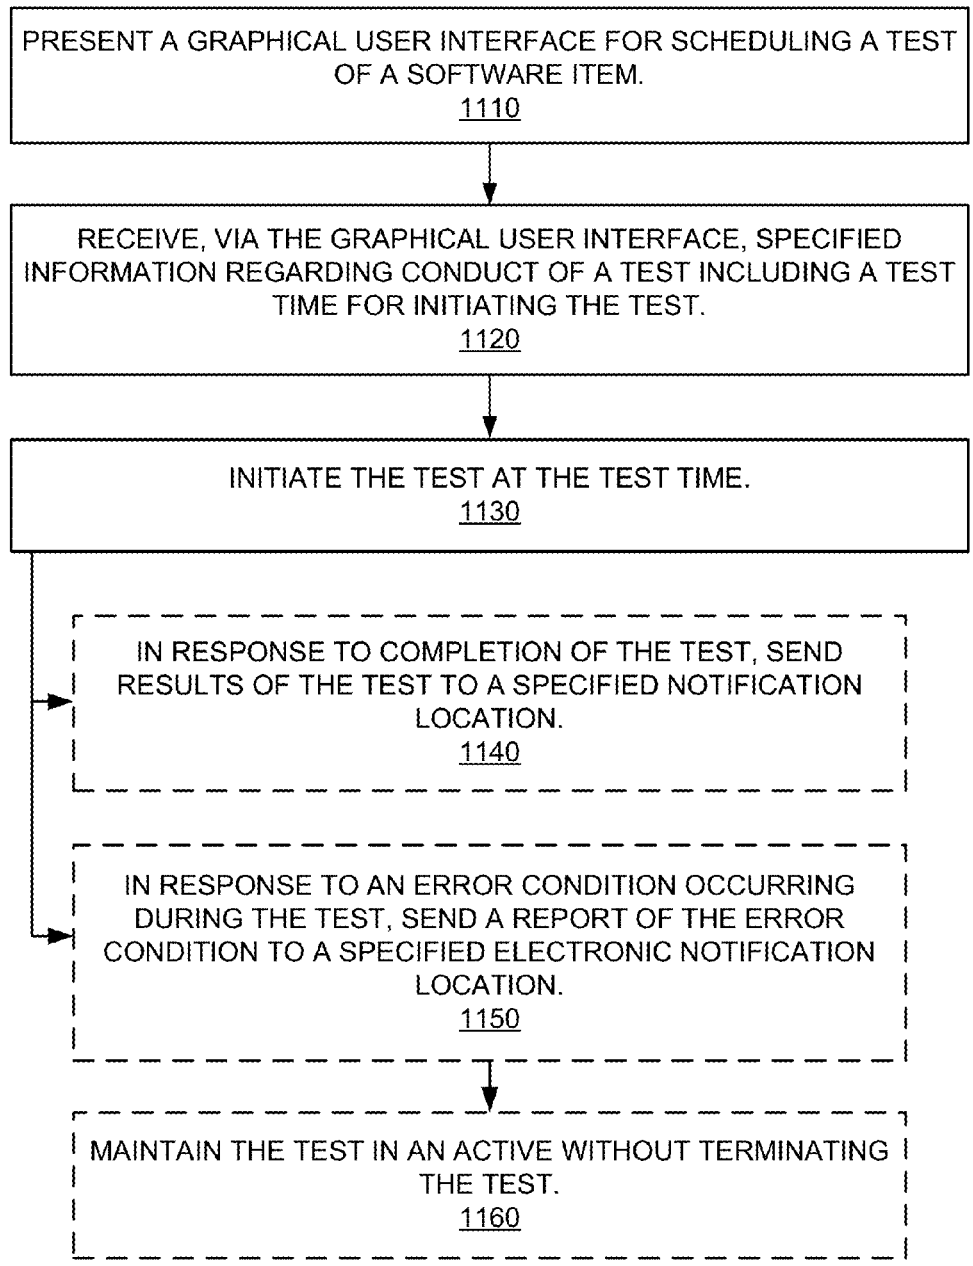 PRESENT A GRAPHICAL USER INTERFACE FOR SCHEDULING A TEST
OF A SOFTWARE ITEM.
1110
RECEIVE, VIA THE GRAPHICAL USER INTERFACE, SPECIFIED
INFORMATION REGARDING CONDUCT OF A TEST INCLUDING A TEST
TIME FOR INITIATING THE TEST.
1120
INITIATE THE TEST AT THE TEST TIME.
1130
IN RESPONSE TO COMPLETION OF THE TEST, SEND
RESULTS OF THE TEST TO A SPECIFIED NOTIFICATION
LOCATION.
1140
IN RESPONSE TO AN ERROR CONDITION OCCURRING
DURING THE TEST, SEND A REPORT OF THE ERROR
CONDITION TO A SPECIFIED ELECTRONIC NOTIFICATION
LOCATION.
1150
MAINTAIN THE TEST IN AN ACTIVE WITHOUT TERMINATING
THE TEST.
1160